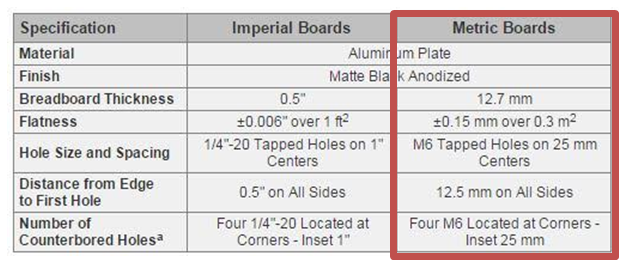 Specification Imperial Boards Metric Boards
Material Aluminum Plate
Finish Matte Black Anodized
Breadboard Thickness 0.5" 12.7 mm
Flatness ±0.006" over 1 ft² ±0.15 mm over 0.3 m²
Hole Size and Spacing 1/4"-20 Tapped Holes on 1" Centers M6 Tapped Holes on 25 mm Centers
Distance from Edge to First Hole 0.5" on All Sides 12.5 mm on All Sides
Number of Counterbored Holesᵃ Four 1/4"-20 Located at Corners - Inset 1" Four M6 Located at Corners - Inset 25 mm